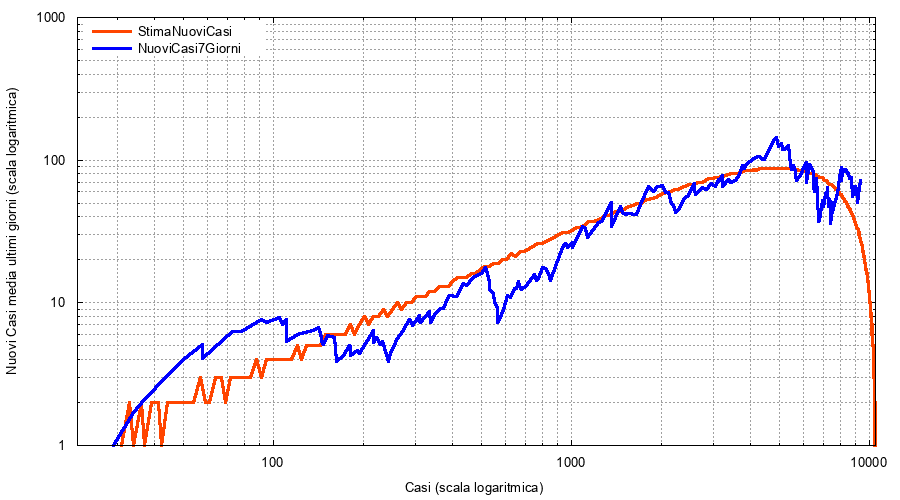 1000
StimaNuoviCasi
NuoviCasi7Giorni
100
10
1
100
1000
10000
Nuovi Casi media ultimi giorni (scala logaritmica)
Casi (scala logaritmica)